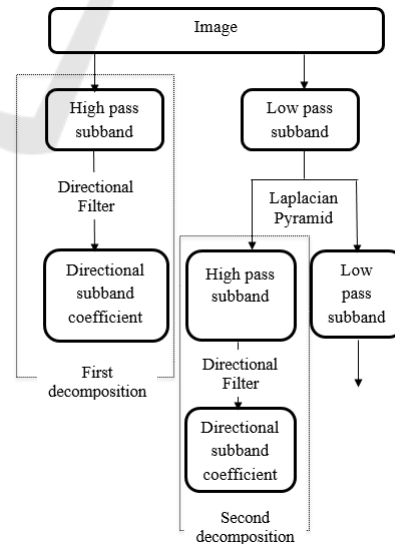 Image
High pass
subband
Low pass
subband
Directional
Filter
Laplacian
Pyramid
Directional
subband
coefficient
High pass
subband
Low
pass
subband
First
decomposition
Directional
Filter
Directional
subband
coefficient
Second
decomposition